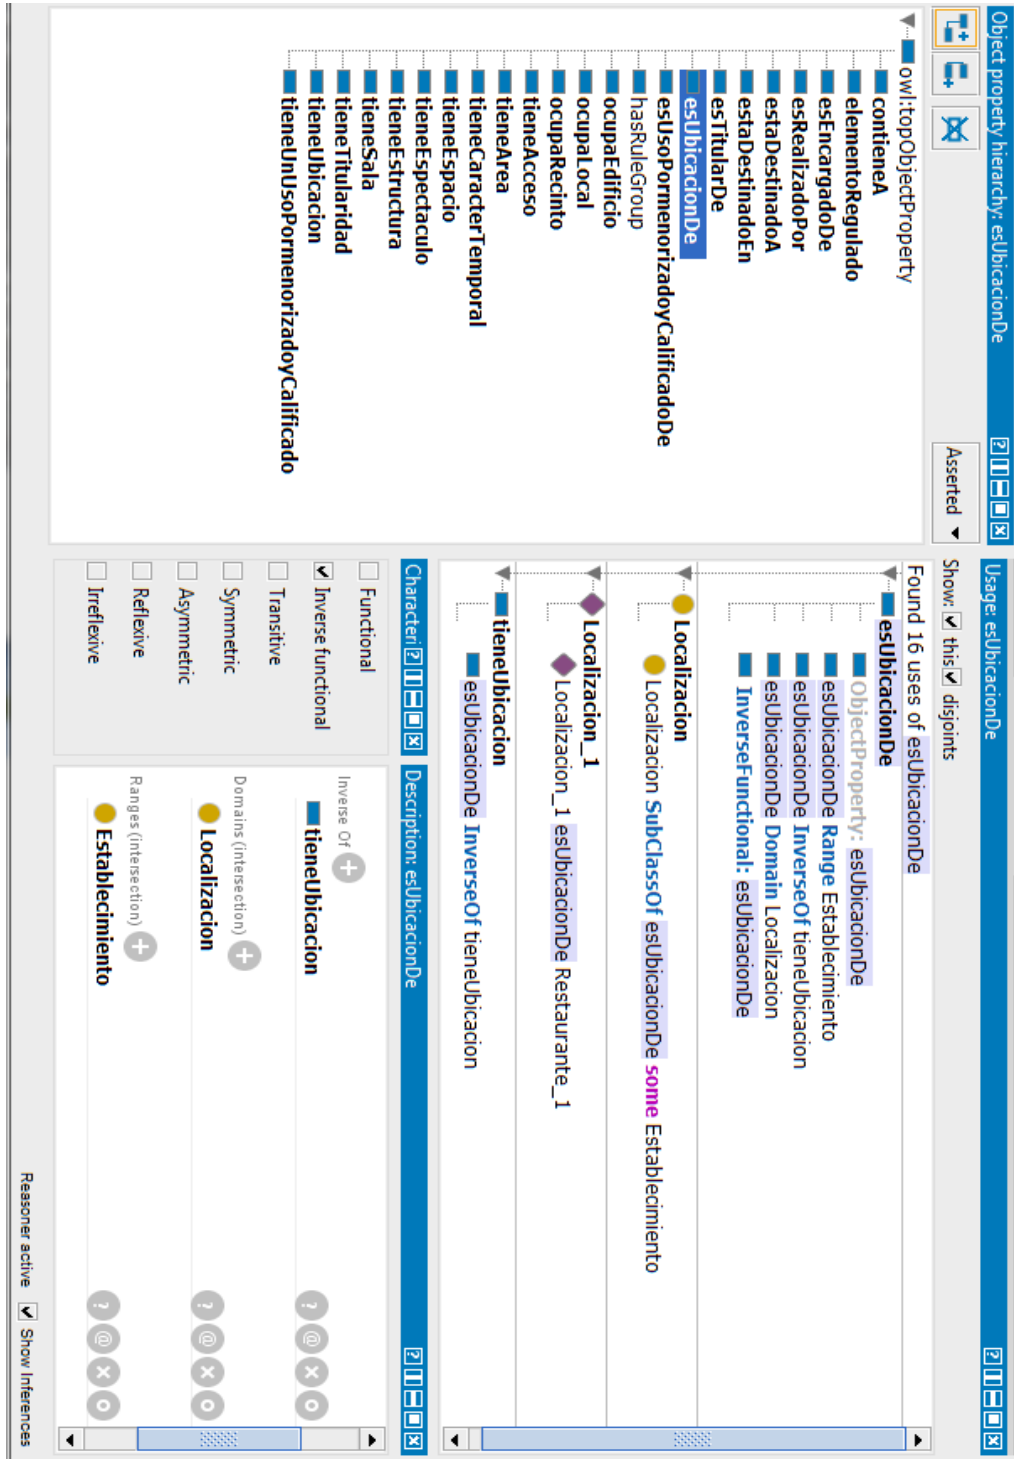 Object property hierarchy: esUbicacionDe
Asserted
owl:topObjectProperty
contieneA
elementoRegulado
esEncargadoDe
esRealizadoPor
estaDestinadoA
estaDestinadoEn
esTitularDe
esUbicacionDe
esUsoPormenorizadoyCalificadoDe
hasRuleGroup
ocupaEdificio
ocupaLocal
ocupaRecinto
tieneAcceso
tieneArea
tieneCaracterTemporal
tieneEspacio
tieneEspectaculo
tieneEstructura
tieneSala
tieneTitularidad
tieneUbicacion
tieneUnUsoPormenorizadoyCalificado
Usage: esUbicacionDe
Show: this disjoints
Found 16 uses of esUbicacionDe
esUbicacionDe
ObjectProperty: esUbicacionDe
esUbicacionDe Range Establecimiento
esUbicacionDe InverseOf tieneUbicacion
esUbicacionDe Domain Localizacion
InverseFunctional: esUbicacionDe
Localizacion
Localizacion SubClassOf esUbicacionDe some Establecimiento
Localizacion_1
Localizacion_1 esUbicacionDe Restaurante_1
tieneUbicacion
esUbicacionDe InverseOf tieneUbicacion
Characteri
Functional
Inverse functional
Transitive
Symmetric
Asymmetric
Reflexive
Irreflexive
Description: esUbicacionDe
Inverse Of
tieneUbicacion
Domains (intersection)
Localizacion
Ranges (intersection)
Establecimiento
Reasoner active Show Inferences